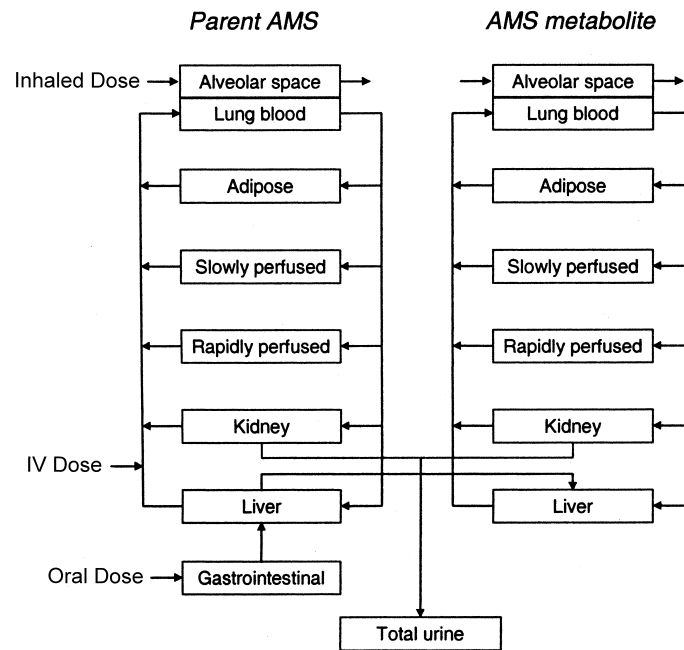 Parent AMS
AMS metabolite
Inhaled Dose
Alveolar space
Alveolar space
Lung blood
Lung blood
Adipose
Adipose
Slowly perfused
Slowly perfused
Rapidly perfused
Rapidly perfused
Kidney
Kidney
IV Dose
Liver
Liver
Oral Dose
Gastrointestinal
Total urine